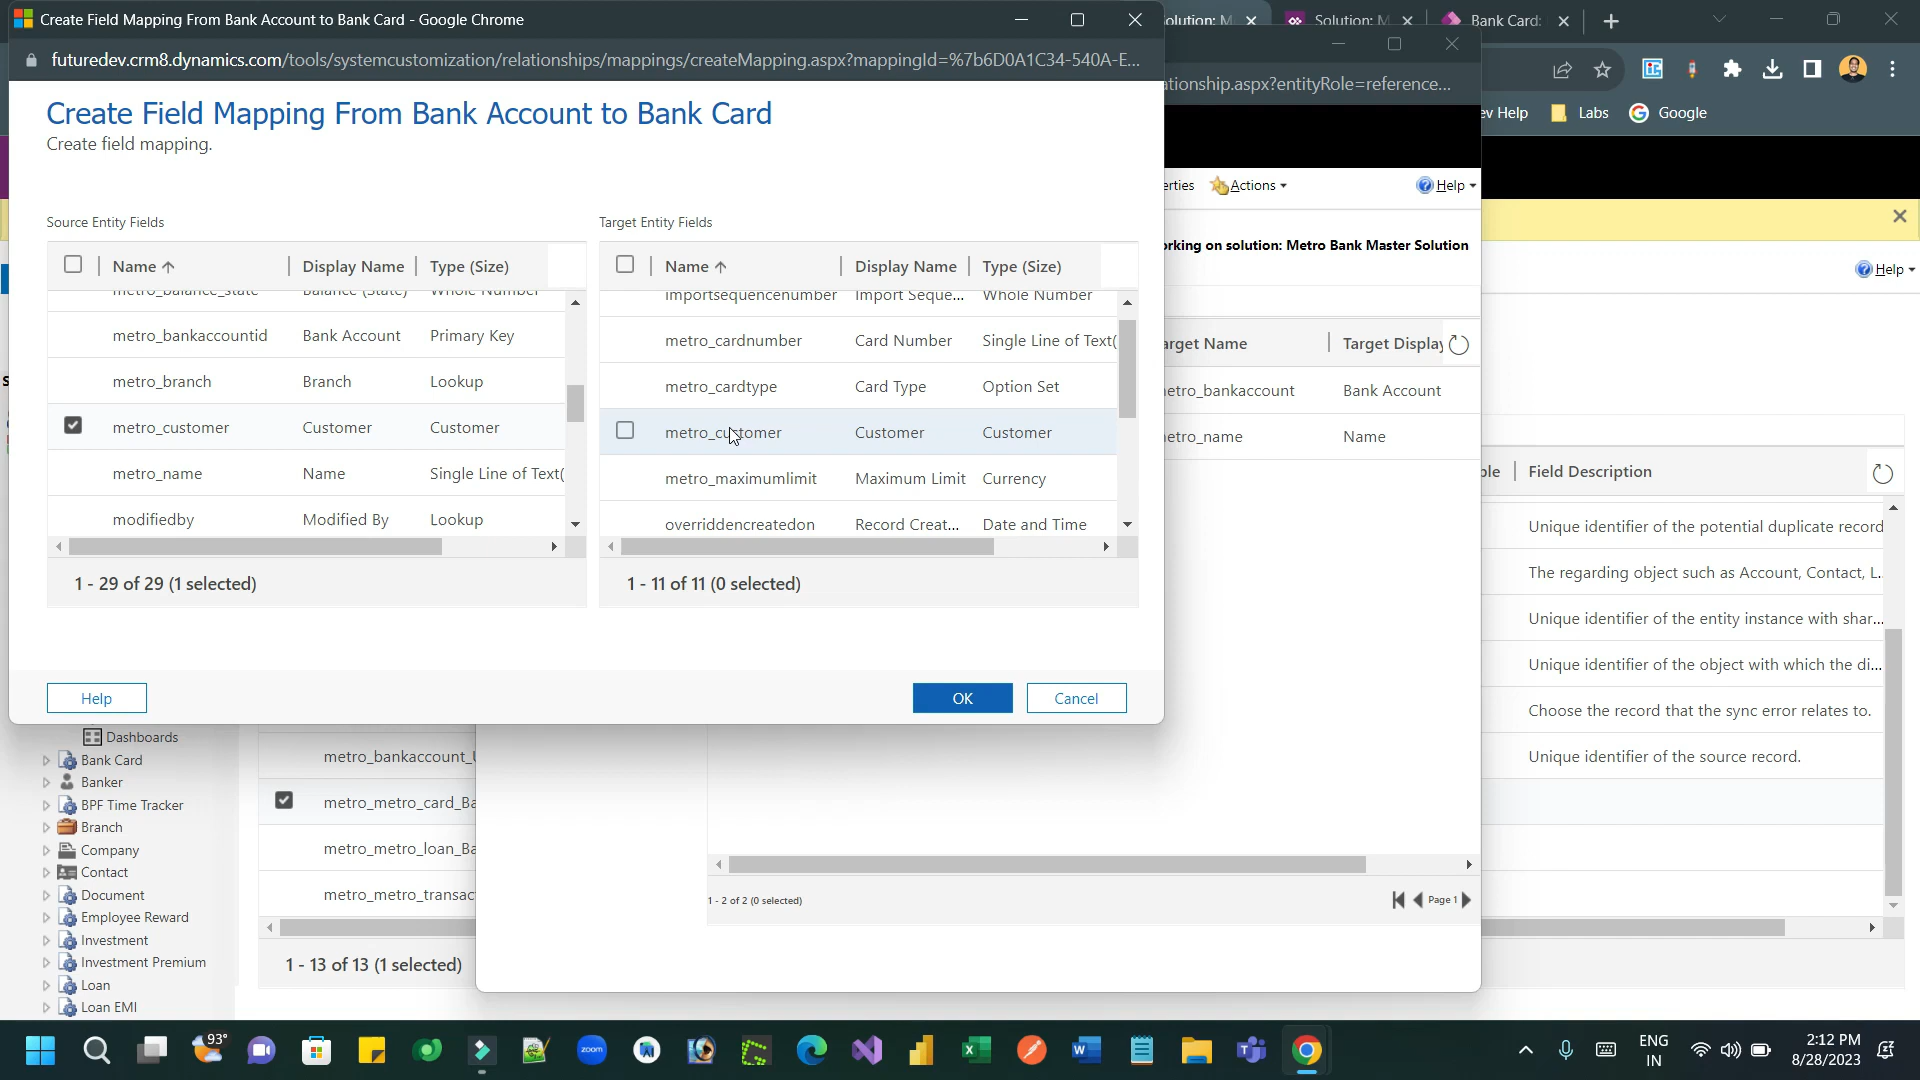 Create Field Mapping From Bank Account to Bank Card - Google Chrome
olution: M
Solution: M
Bank Card:
futuredev.crm8.dynamics.com/tools/systemcustomization/relationships/mappings/createMapping.aspx?mappingId=%7b6D0A1C34-540A-E...
ationship.aspx?entityRole=reference...
ev Help
Labs
Google
Create Field Mapping From Bank Account to Bank Card
Create field mapping.
erties
Actions
Help
orking on solution: Metro Bank Master Solution
Help
Source Entity Fields
Target Entity Fields
Name Display Name Type (Size)
Name Display Name Type (Size)
metro_balance_state Balance (State) Whole Number
importsequencenumber Import Seque... Whole Number
metro_bankaccountid Bank Account Primary Key
metro_cardnumber Card Number Single Line of Text(
metro_branch Branch Lookup
metro_cardtype Card Type Option Set
metro_customer Customer Customer
metro_customer Customer Customer
metro_name Name Single Line of Text(
metro_maximumlimit Maximum Limit Currency
modifiedby Modified By Lookup
overriddencreatedon Record Creat... Date and Time
1 - 29 of 29 (1 selected)
1 - 11 of 11 (0 selected)
Help
OK
Cancel
arget Name Target Display
etro_bankaccount Bank Account
etro_name Name
ble Field Description
Unique identifier of the potential duplicate record
The regarding object such as Account, Contact, L...
Unique identifier of the entity instance with shar...
Unique identifier of the object with which the di...
Choose the record that the sync error relates to.
Unique identifier of the source record.
Dashboards
Bank Card
Banker
BPF Time Tracker
Branch
Company
Contact
Document
Employee Reward
Investment
Investment Premium
Loan
Loan EMI
metro_bankaccount_U
metro_metro_card_Ba
metro_metro_loan_Ba
metro_metro_transact
1 - 13 of 13 (1 selected)
1 - 2 of 2 (0 selected)
Page 1
93°
zoom
ENG
IN
2:12 PM
8/28/2023